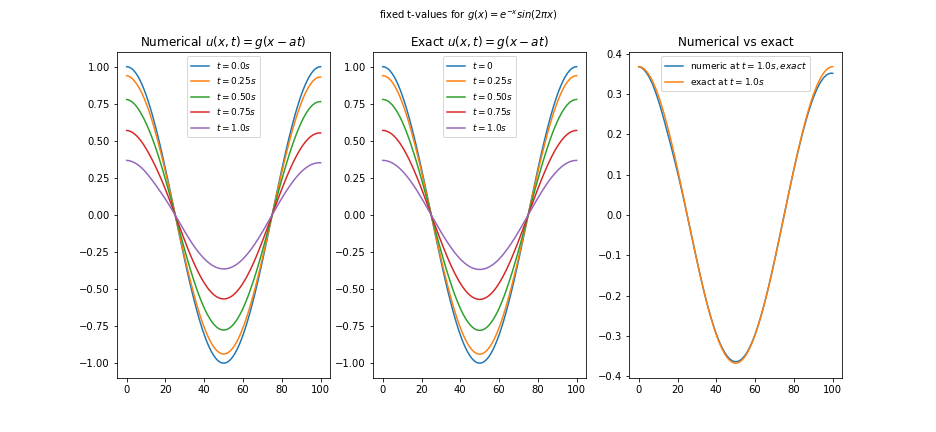 fixed t-values for g(x) = e^{-x}sin(2πx)
Numerical u(x, t) = g(x − at)
1.00
0.75
0.50
0.25
0.00
−0.25
−0.50
−0.75
−1.00
0 20 40 60 80 100
t = 0.0s
t = 0.25s
t = 0.50s
t = 0.75s
t = 1.0s
Exact u(x, t) = g(x − at)
1.00
0.75
0.50
0.25
0.00
−0.25
−0.50
−0.75
−1.00
0 20 40 60 80 100
t = 0
t = 0.25s
t = 0.50s
t = 0.75s
t = 1.0s
Numerical vs exact
0.4
0.3
0.2
0.1
0.0
−0.1
−0.2
−0.3
−0.4
0 20 40 60 80 100
numeric at t = 1.0s, exact
exact at t = 1.0s